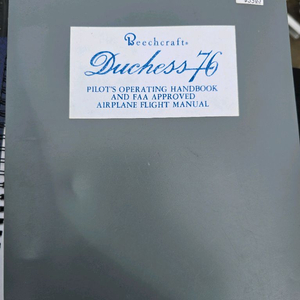 Beechcraft®
Duchess 76
PILOT'S OPERATING HANDBOOK
AND FAA APPROVED
AIRPLANE FLIGHT MANUAL